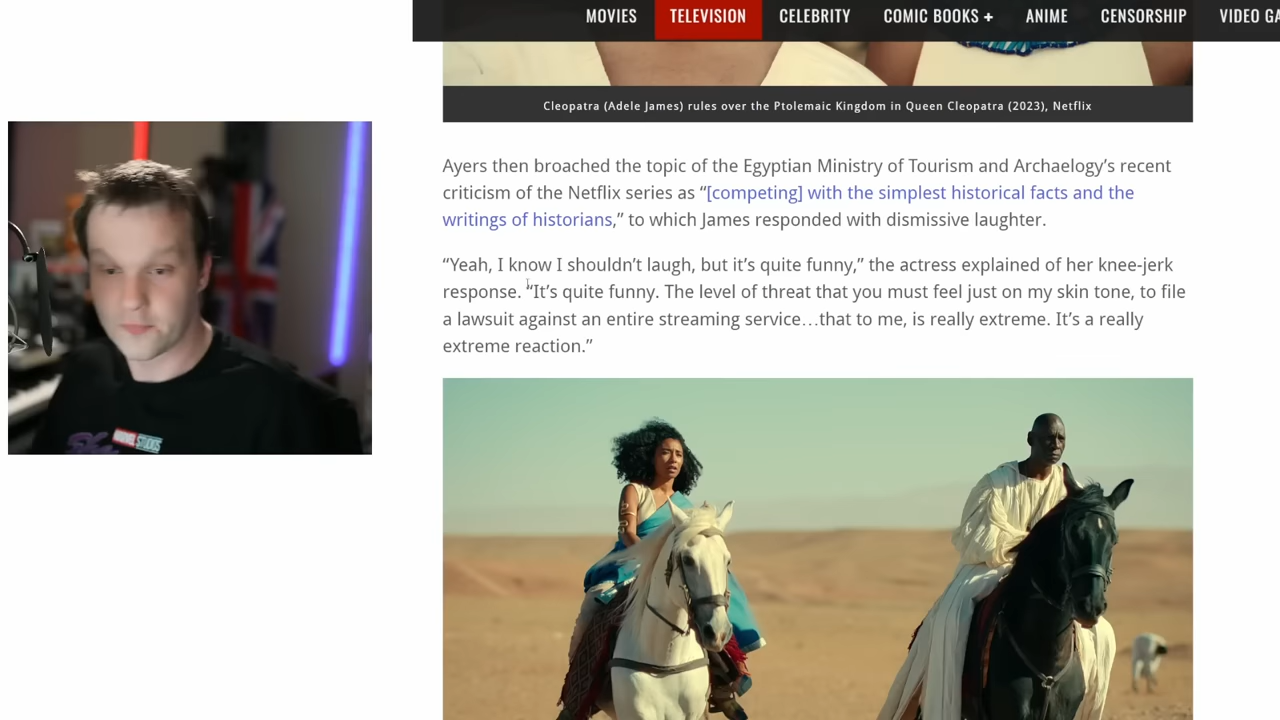 MOVIES TELEVISION CELEBRITY COMIC BOOKS + ANIME CENSORSHIP VIDEO GA
Cleopatra (Adele James) rules over the Ptolemaic Kingdom in Queen Cleopatra (2023), Netflix
Ayers then broached the topic of the Egyptian Ministry of Tourism and Archaelogy’s recent
criticism of the Netflix series as “[competing] with the simplest historical facts and the
writings of historians,” to which James responded with dismissive laughter.
“Yeah, I know I shouldn’t laugh, but it’s quite funny,” the actress explained of her knee-jerk
response. “It’s quite funny. The level of threat that you must feel just on my skin tone, to file
a lawsuit against an entire streaming service…that to me, is really extreme. It’s a really
extreme reaction.”
MARVEL STUDIOS